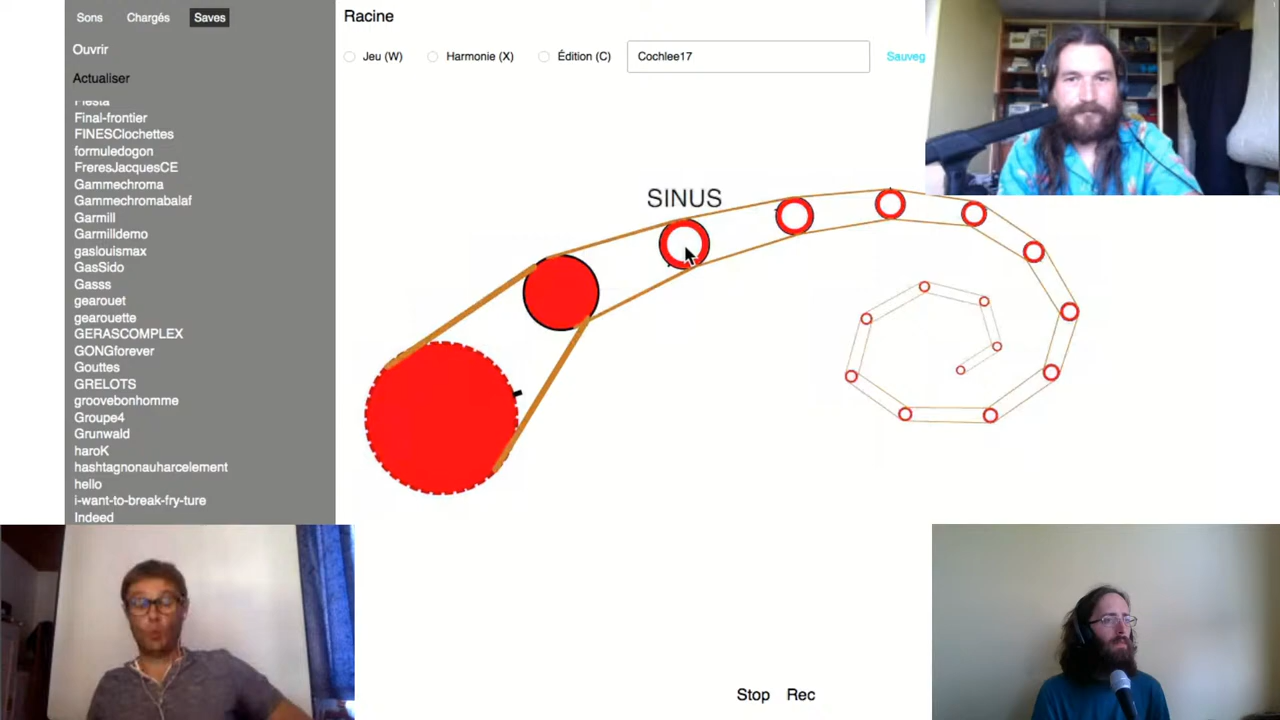 Sons Chargés Saves
Ouvrir
Actualiser
Fiesta
Final-frontier
FINESClochettes
formuledogon
FreresJacquesCE
Gammechroma
Gammechromabalaf
Garmill
Garmilldemo
gaslouismax
GasSido
Gasss
gearouet
gearouette
GERASCOMPLEX
GONGforever
Gouttes
GRELOTS
groovebonhomme
Groupe4
Grunwald
haroK
hashtagnonauharcelement
hello
i-want-to-break-fry-ture
Indeed
Racine
Jeu (W) Harmonie (X) Édition (C) Cochlee17 Sauveg
SINUS
Stop Rec